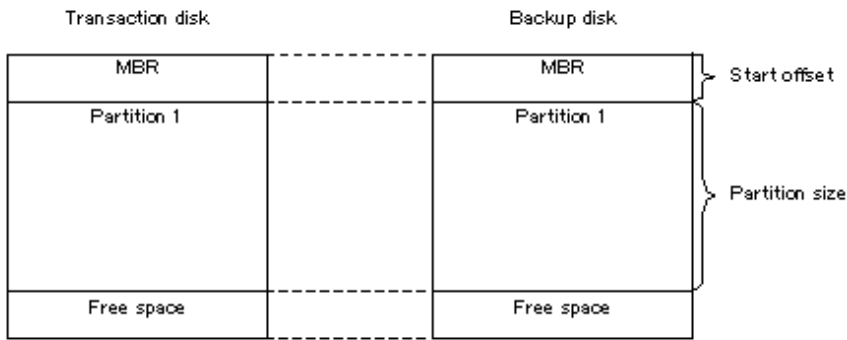 Transaction disk
Backup disk
MBR
MBR
Start offset
Partition 1
Partition 1
Partition size
Free space
Free space